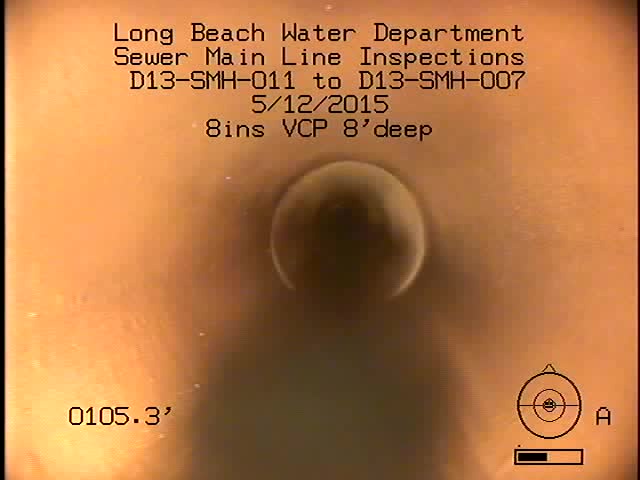 Long Beach Water Department
Sewer Main Line Inspections
D13-SMH-011 to D13-SMH-007
5/12/2015
8ins VCP 8'deep
0105.3'
A